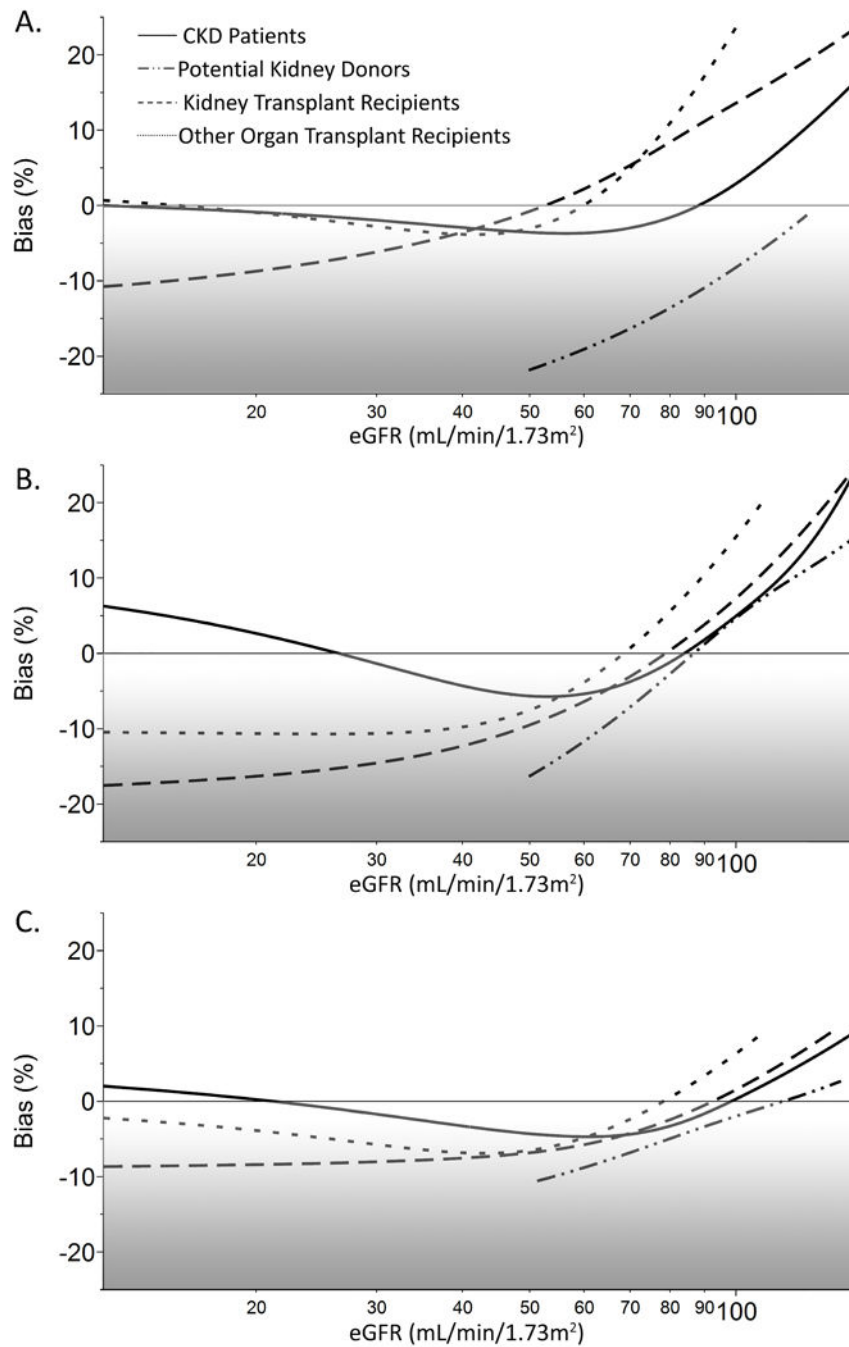 A.
20
10
0
-10
-20
Bias (%)
CKD Patients
Potential Kidney Donors
Kidney Transplant Recipients
Other Organ Transplant Recipients
20 30 40 50 60 70 80 90 100
eGFR (mL/min/1.73m²)
B.
20
10
0
-10
-20
Bias (%)
20 30 40 50 60 70 80 90 100
eGFR (mL/min/1.73m²)
C.
20
10
0
-10
-20
Bias (%)
20 30 40 50 60 70 80 90 100
eGFR (mL/min/1.73m²)